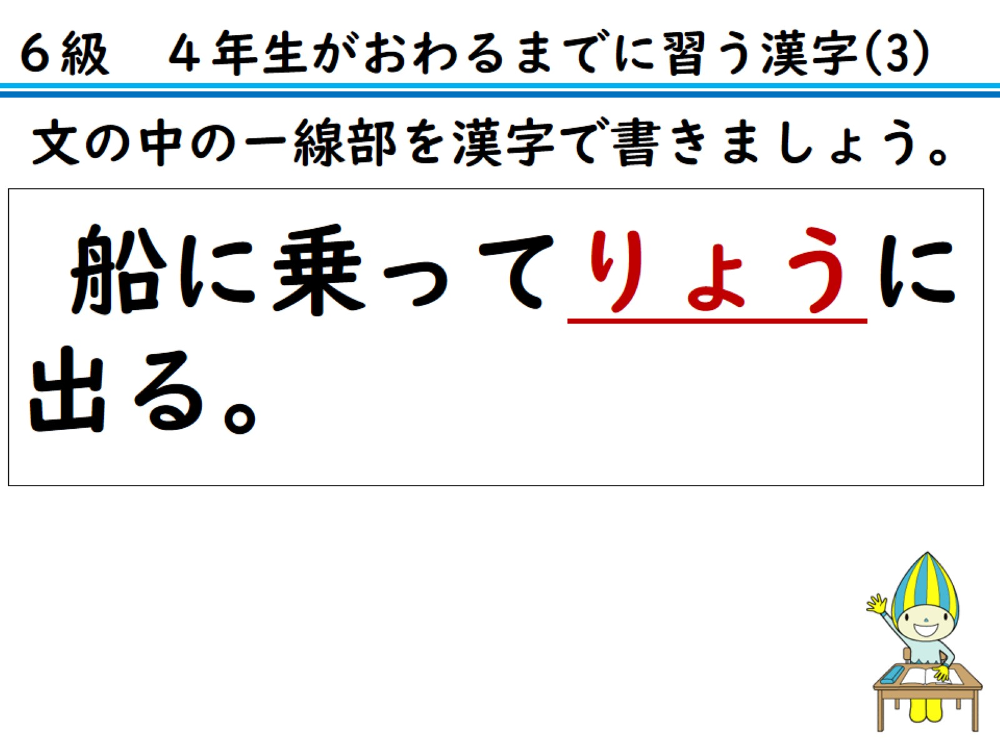 ６級　４年生がおわるまでに習う漢字(3)
文の中の―線部を漢字で書きましょう。
船に乗ってりょうに
出る。